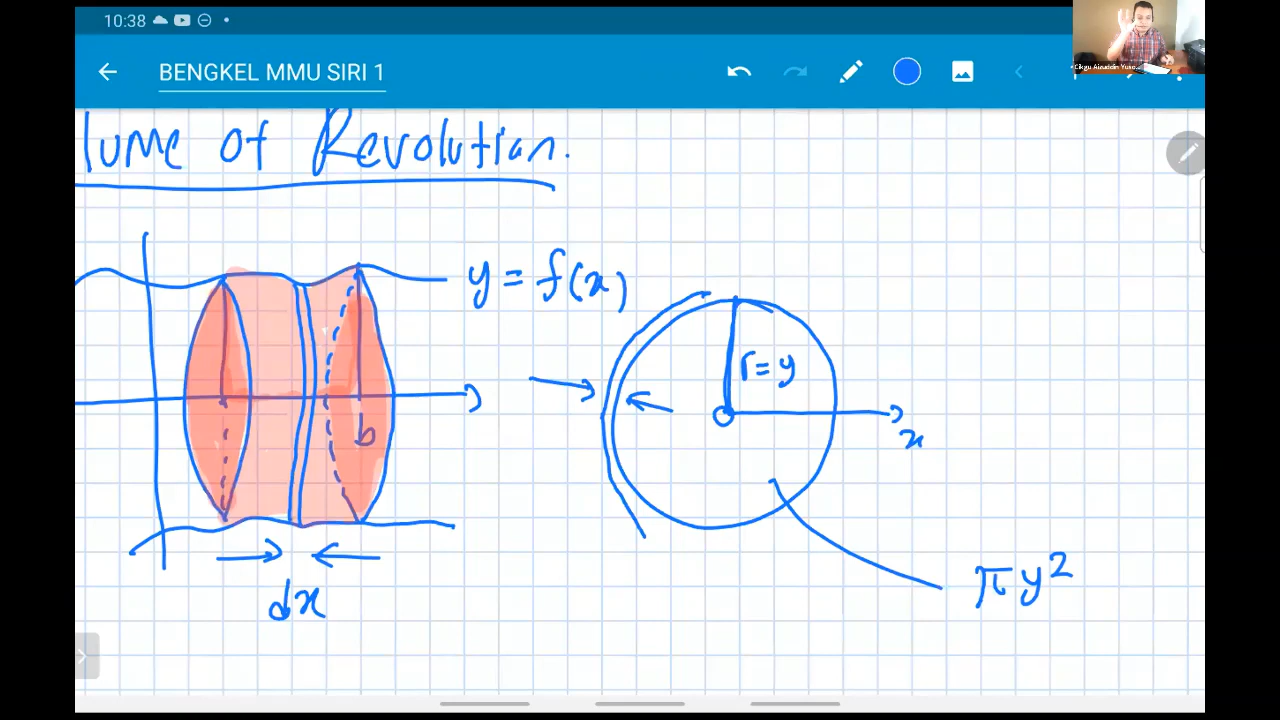 10:38
BENGKEL MMU SIRI 1
lume of Revolution.
y = f(x)
r = y
b
x
dx
πy²